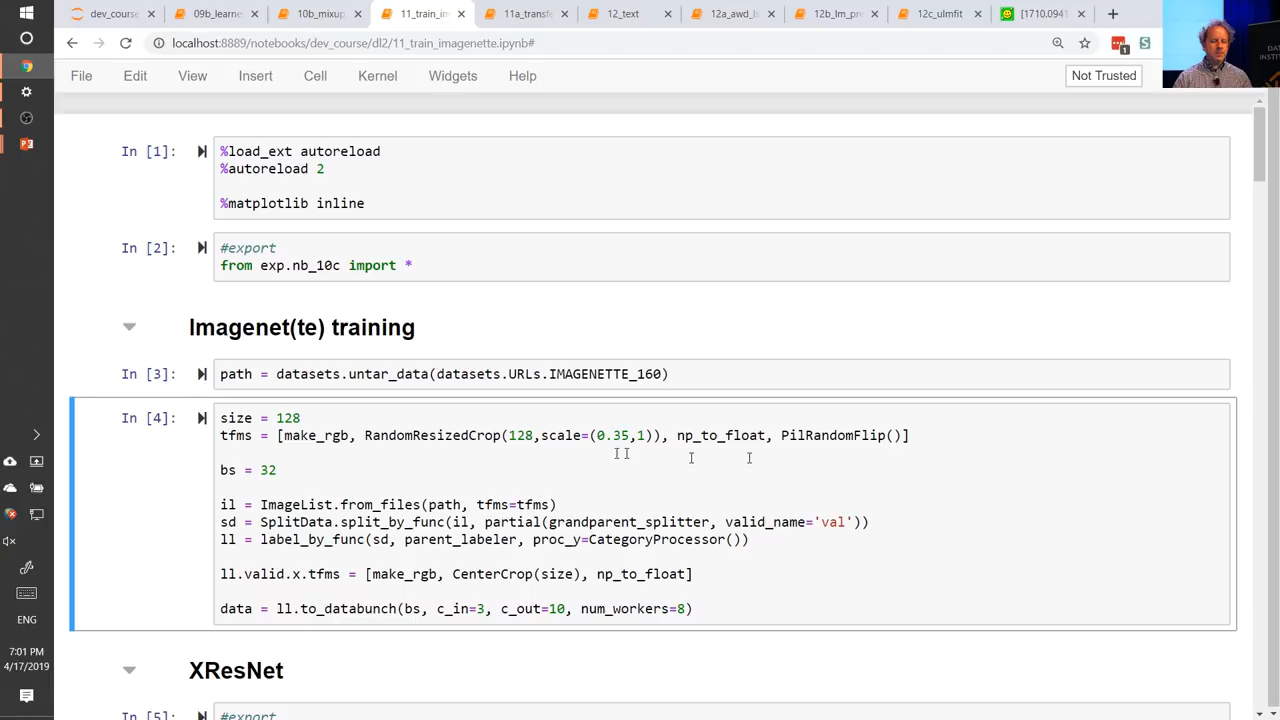 dev_cours
09b_learne
10b_mixup
11_train_im
11a_transfe
12_text
12a_awd_ls
12b_lm_pre
12c_ulmfit
[1710.0941
localhost:8889/notebooks/dev_course/dl2/11_train_imagenette.ipynb#
1
File Edit View Insert Cell Kernel Widgets Help
Not Trusted
In [1]:
%load_ext autoreload
%autoreload 2
%matplotlib inline
In [2]:
#export
from exp.nb_10c import *
Imagenet(te) training
In [3]:
path = datasets.untar_data(datasets.URLs.IMAGENETTE_160)
In [4]:
size = 128
tfms = [make_rgb, RandomResizedCrop(128,scale=(0.35,1)), np_to_float, PilRandomFlip()]
bs = 32
il = ImageList.from_files(path, tfms=tfms)
sd = SplitData.split_by_func(il, partial(grandparent_splitter, valid_name='val'))
ll = label_by_func(sd, parent_labeler, proc_y=CategoryProcessor())
ll.valid.x.tfms = [make_rgb, CenterCrop(size), np_to_float]
data = ll.to_databunch(bs, c_in=3, c_out=10, num_workers=8)
XResNet
In [5]:
#export
ENG
7:01 PM
4/17/2019